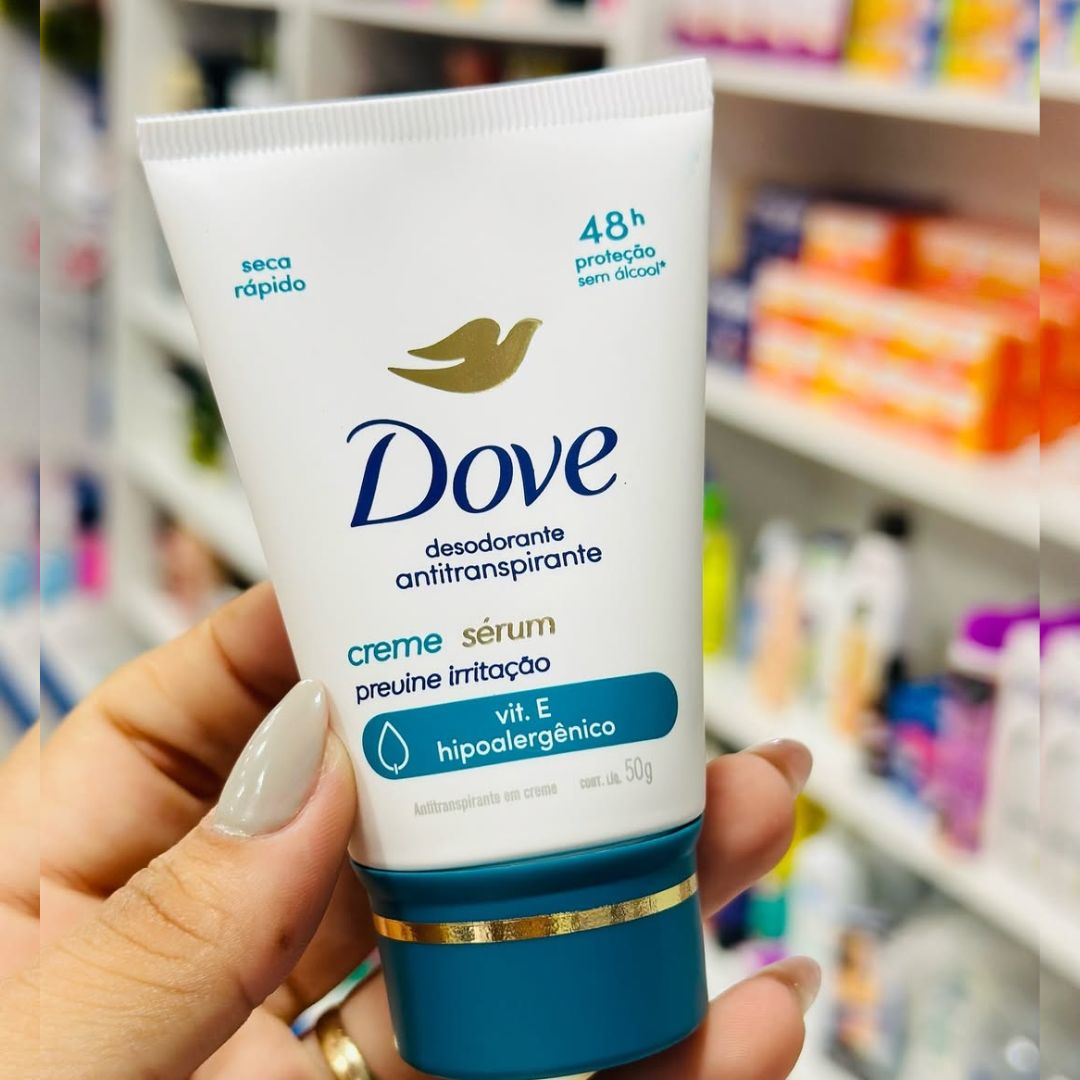 seca
rápido
48h
proteção
sem álcool*
Dove
desodorante
antitranspirante
creme sérum
previne irritação
vit. E
hipoalergênico
Antitranspirante em creme CONT. LÍQ. 50g